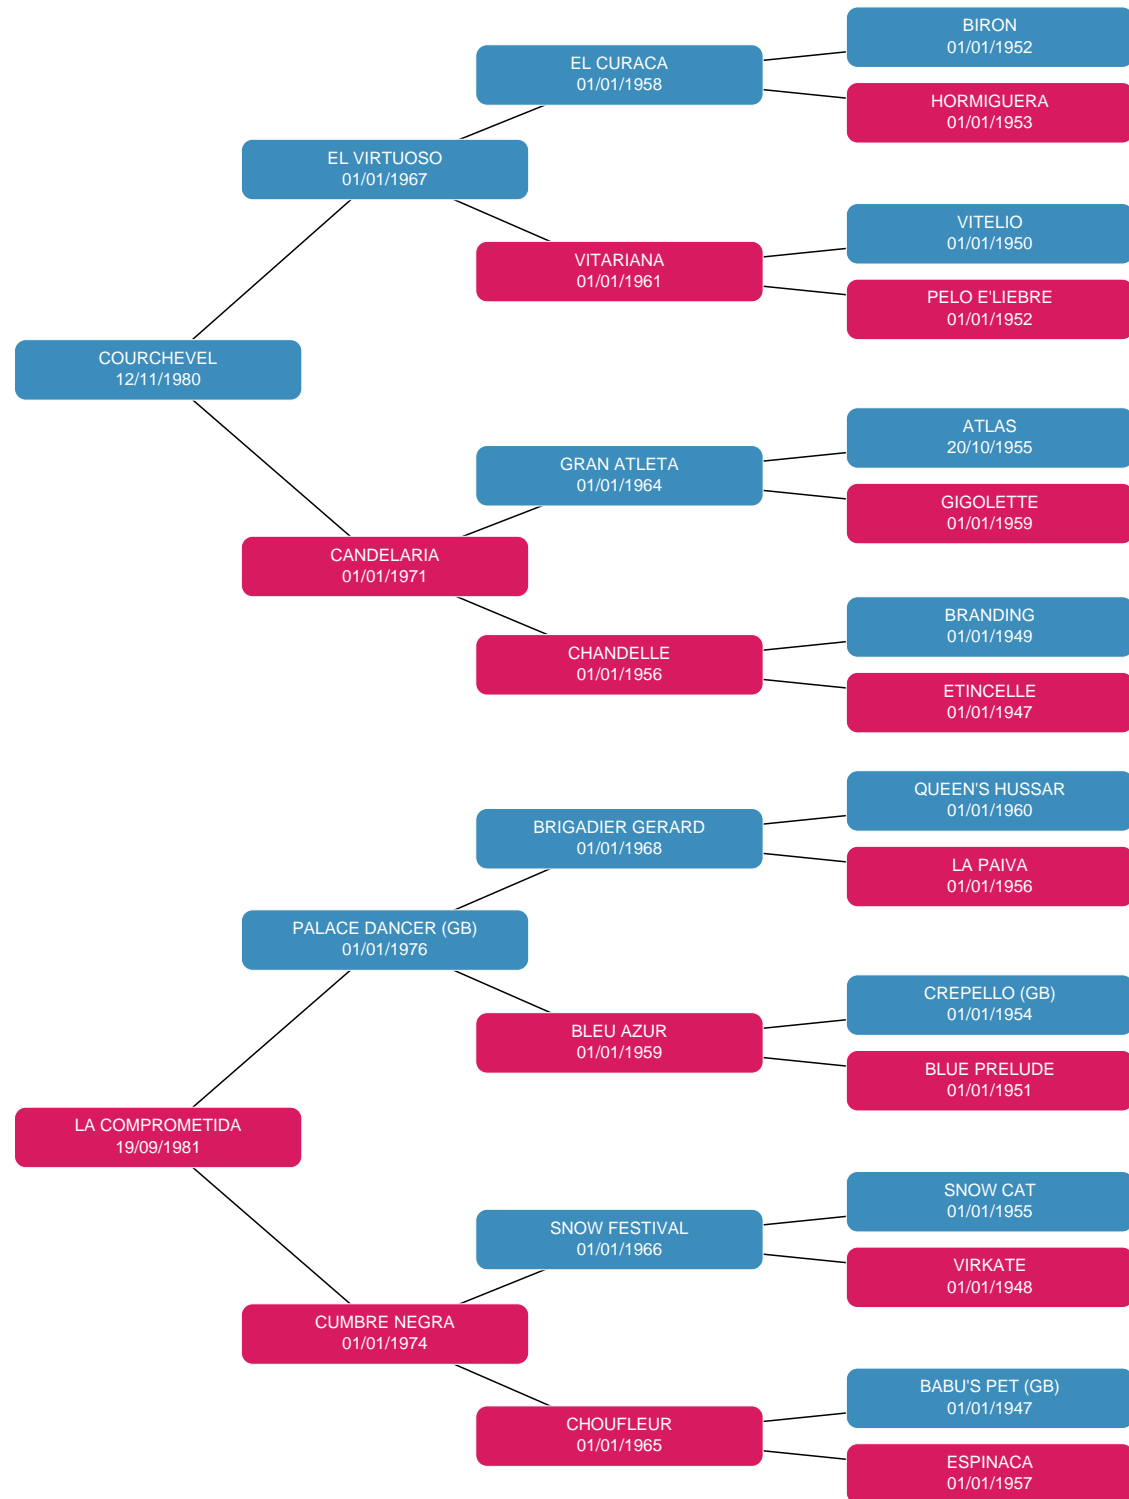 BIRON
01/01/1952
EL CURACA
01/01/1958
HORMIGUERA
01/01/1953
EL VIRTUOSO
01/01/1967
VITELIO
01/01/1950
VITARIANA
01/01/1961
PELO E'LIEBRE
01/01/1952
COURCHEVEL
12/11/1980
ATLAS
20/10/1955
GRAN ATLETA
01/01/1964
GIGOLETTE
01/01/1959
CANDELARIA
01/01/1971
BRANDING
01/01/1949
CHANDELLE
01/01/1956
ETINCELLE
01/01/1947
QUEEN'S HUSSAR
01/01/1960
BRIGADIER GERARD
01/01/1968
LA PAIVA
01/01/1956
PALACE DANCER (GB)
01/01/1976
CREPELLO (GB)
01/01/1954
BLEU AZUR
01/01/1959
BLUE PRELUDE
01/01/1951
LA COMPROMETIDA
19/09/1981
SNOW CAT
01/01/1955
SNOW FESTIVAL
01/01/1966
VIRKATE
01/01/1948
CUMBRE NEGRA
01/01/1974
BABU'S PET (GB)
01/01/1947
CHOUFLEUR
01/01/1965
ESPINACA
01/01/1957